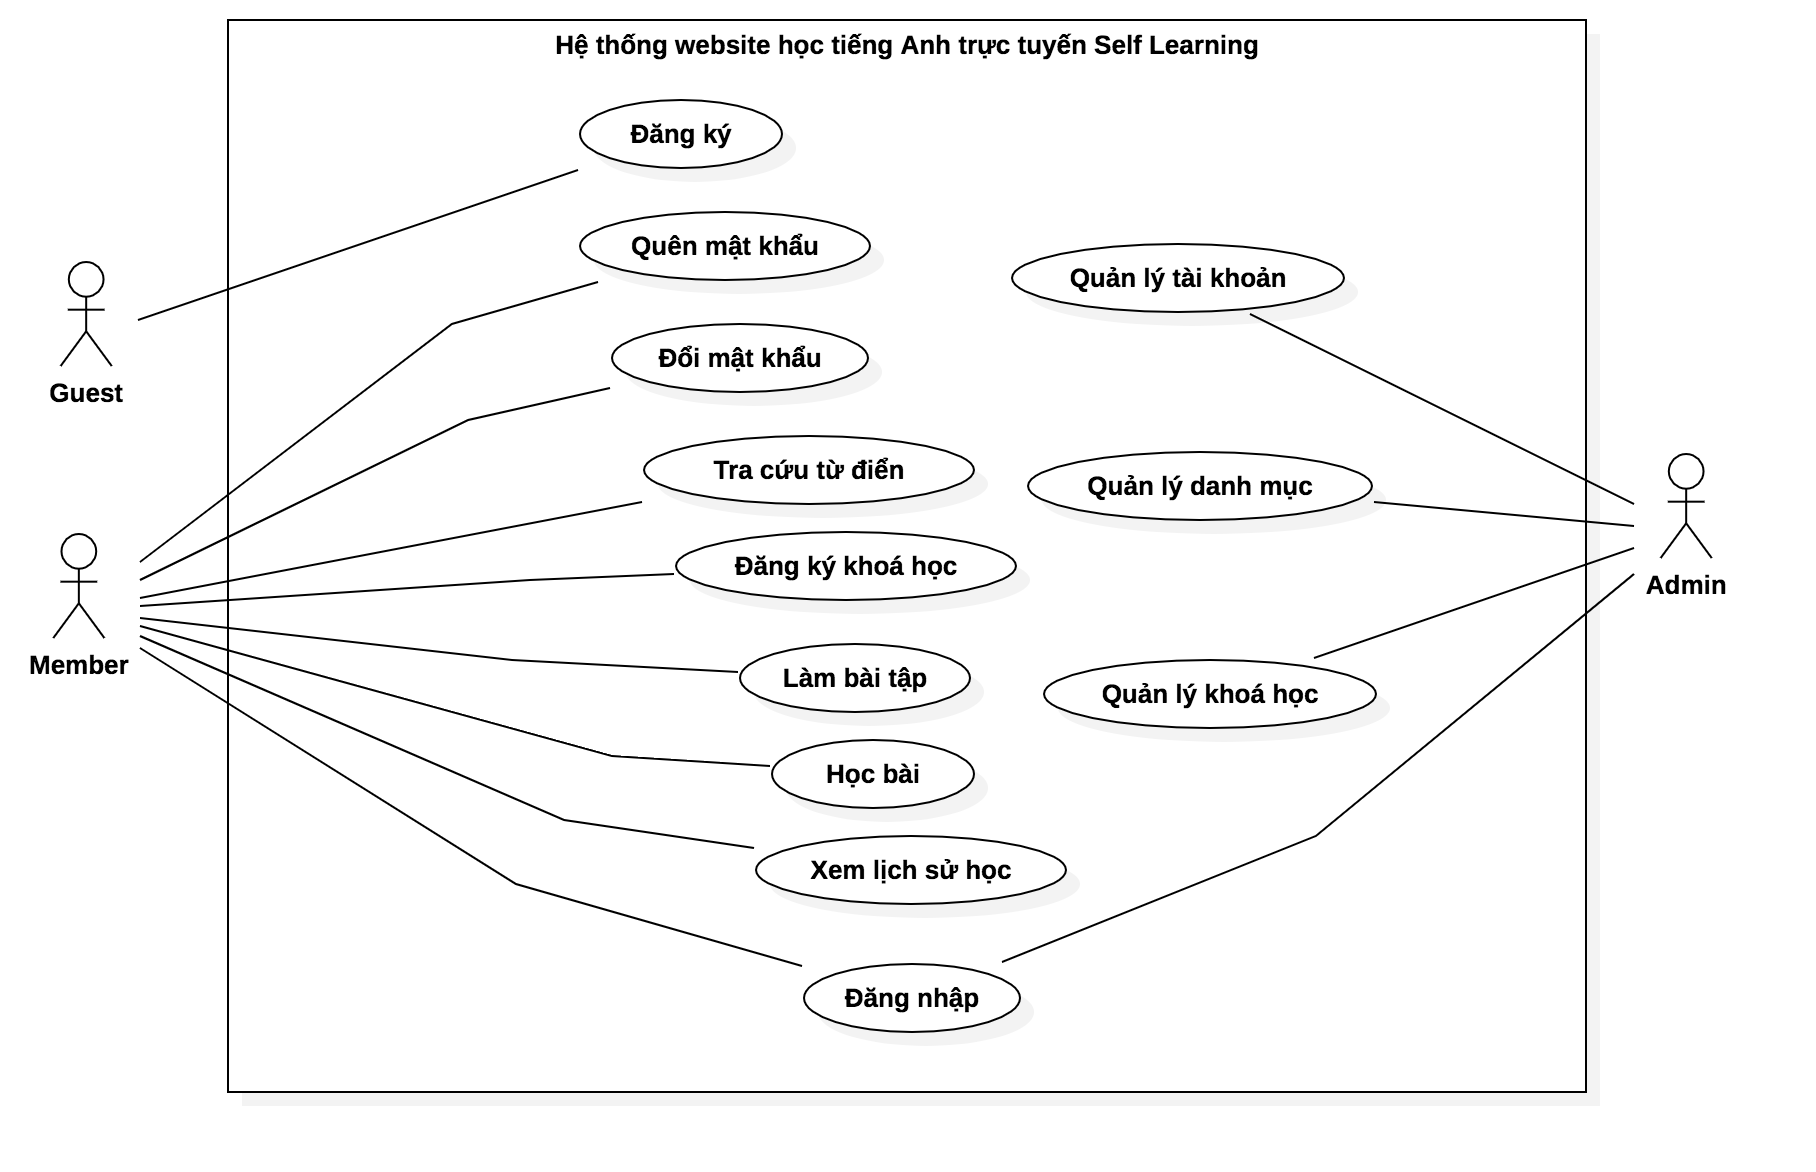 Hệ thống website học tiếng Anh trực tuyến Self Learning
Đăng ký
Quên mật khẩu
Quản lý tài khoản
Đổi mật khẩu
Guest
Tra cứu từ điển
Quản lý danh mục
Đăng ký khoá học
Admin
Member
Làm bài tập
Quản lý khoá học
Học bài
Xem lịch sử học
Đăng nhập